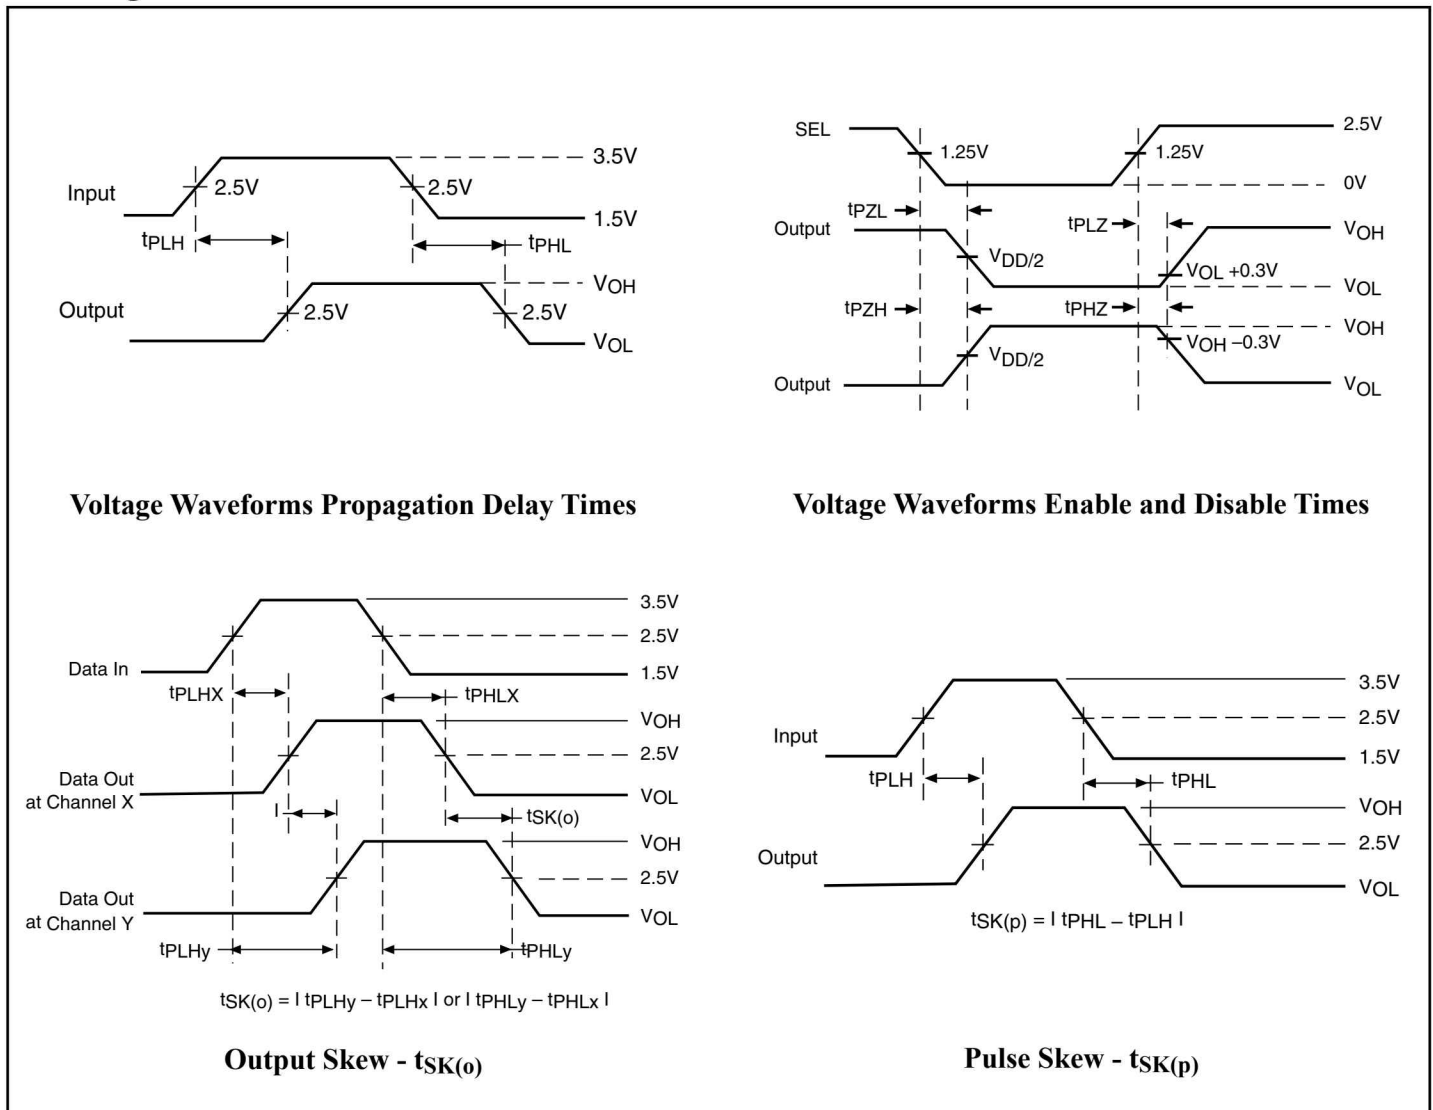 3.5V
Input
2.5V
2.5V
1.5V
tPLH
tPHL
VOH
Output
2.5V
2.5V
VOL
Voltage Waveforms Propagation Delay Times
SEL
2.5V
1.25V
1.25V
0V
tPZL
tPLZ
Output
VOH
VDD/2
VOL +0.3V
VOL
tPZH
tPHZ
VOH
VDD/2
VOH –0.3V
Output
VOL
Voltage Waveforms Enable and Disable Times
3.5V
2.5V
Data In
1.5V
tPLHX
tPHLX
VOH
2.5V
Data Out
at Channel X
VOL
I
tSK(o)
VOH
2.5V
Data Out
at Channel Y
VOL
tPLHy
tPHLy
tSK(o) = I tPLHy – tPLHx I or I tPHLy – tPHLx I
Output Skew - tSK(o)
3.5V
2.5V
Input
1.5V
tPLH
tPHL
VOH
2.5V
Output
VOL
tSK(p) = I tPHL – tPLH I
Pulse Skew - tSK(p)